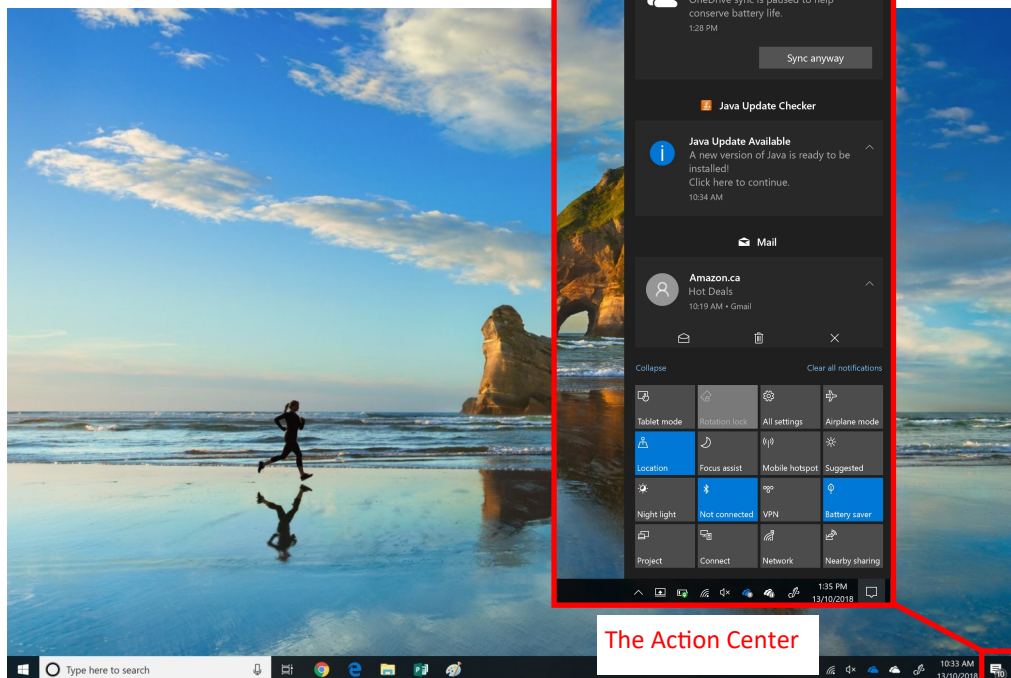 OneDrive sync is paused to help
conserve battery life.
1:28 PM
Sync anyway
Java Update Checker
Java Update Available
A new version of Java is ready to be
installed!
Click here to continue.
10:34 AM
Mail
Amazon.ca
Hot Deals
10:19 AM • Gmail
Collapse Clear all notifications
Tablet mode Rotation lock All settings Airplane mode
Location Focus assist Mobile hotspot Suggested
Night light Not connected VPN Battery saver
Project Connect Network Nearby sharing
1:35 PM
13/10/2018
The Action Center
Type here to search
10:33 AM
13/10/2018
10